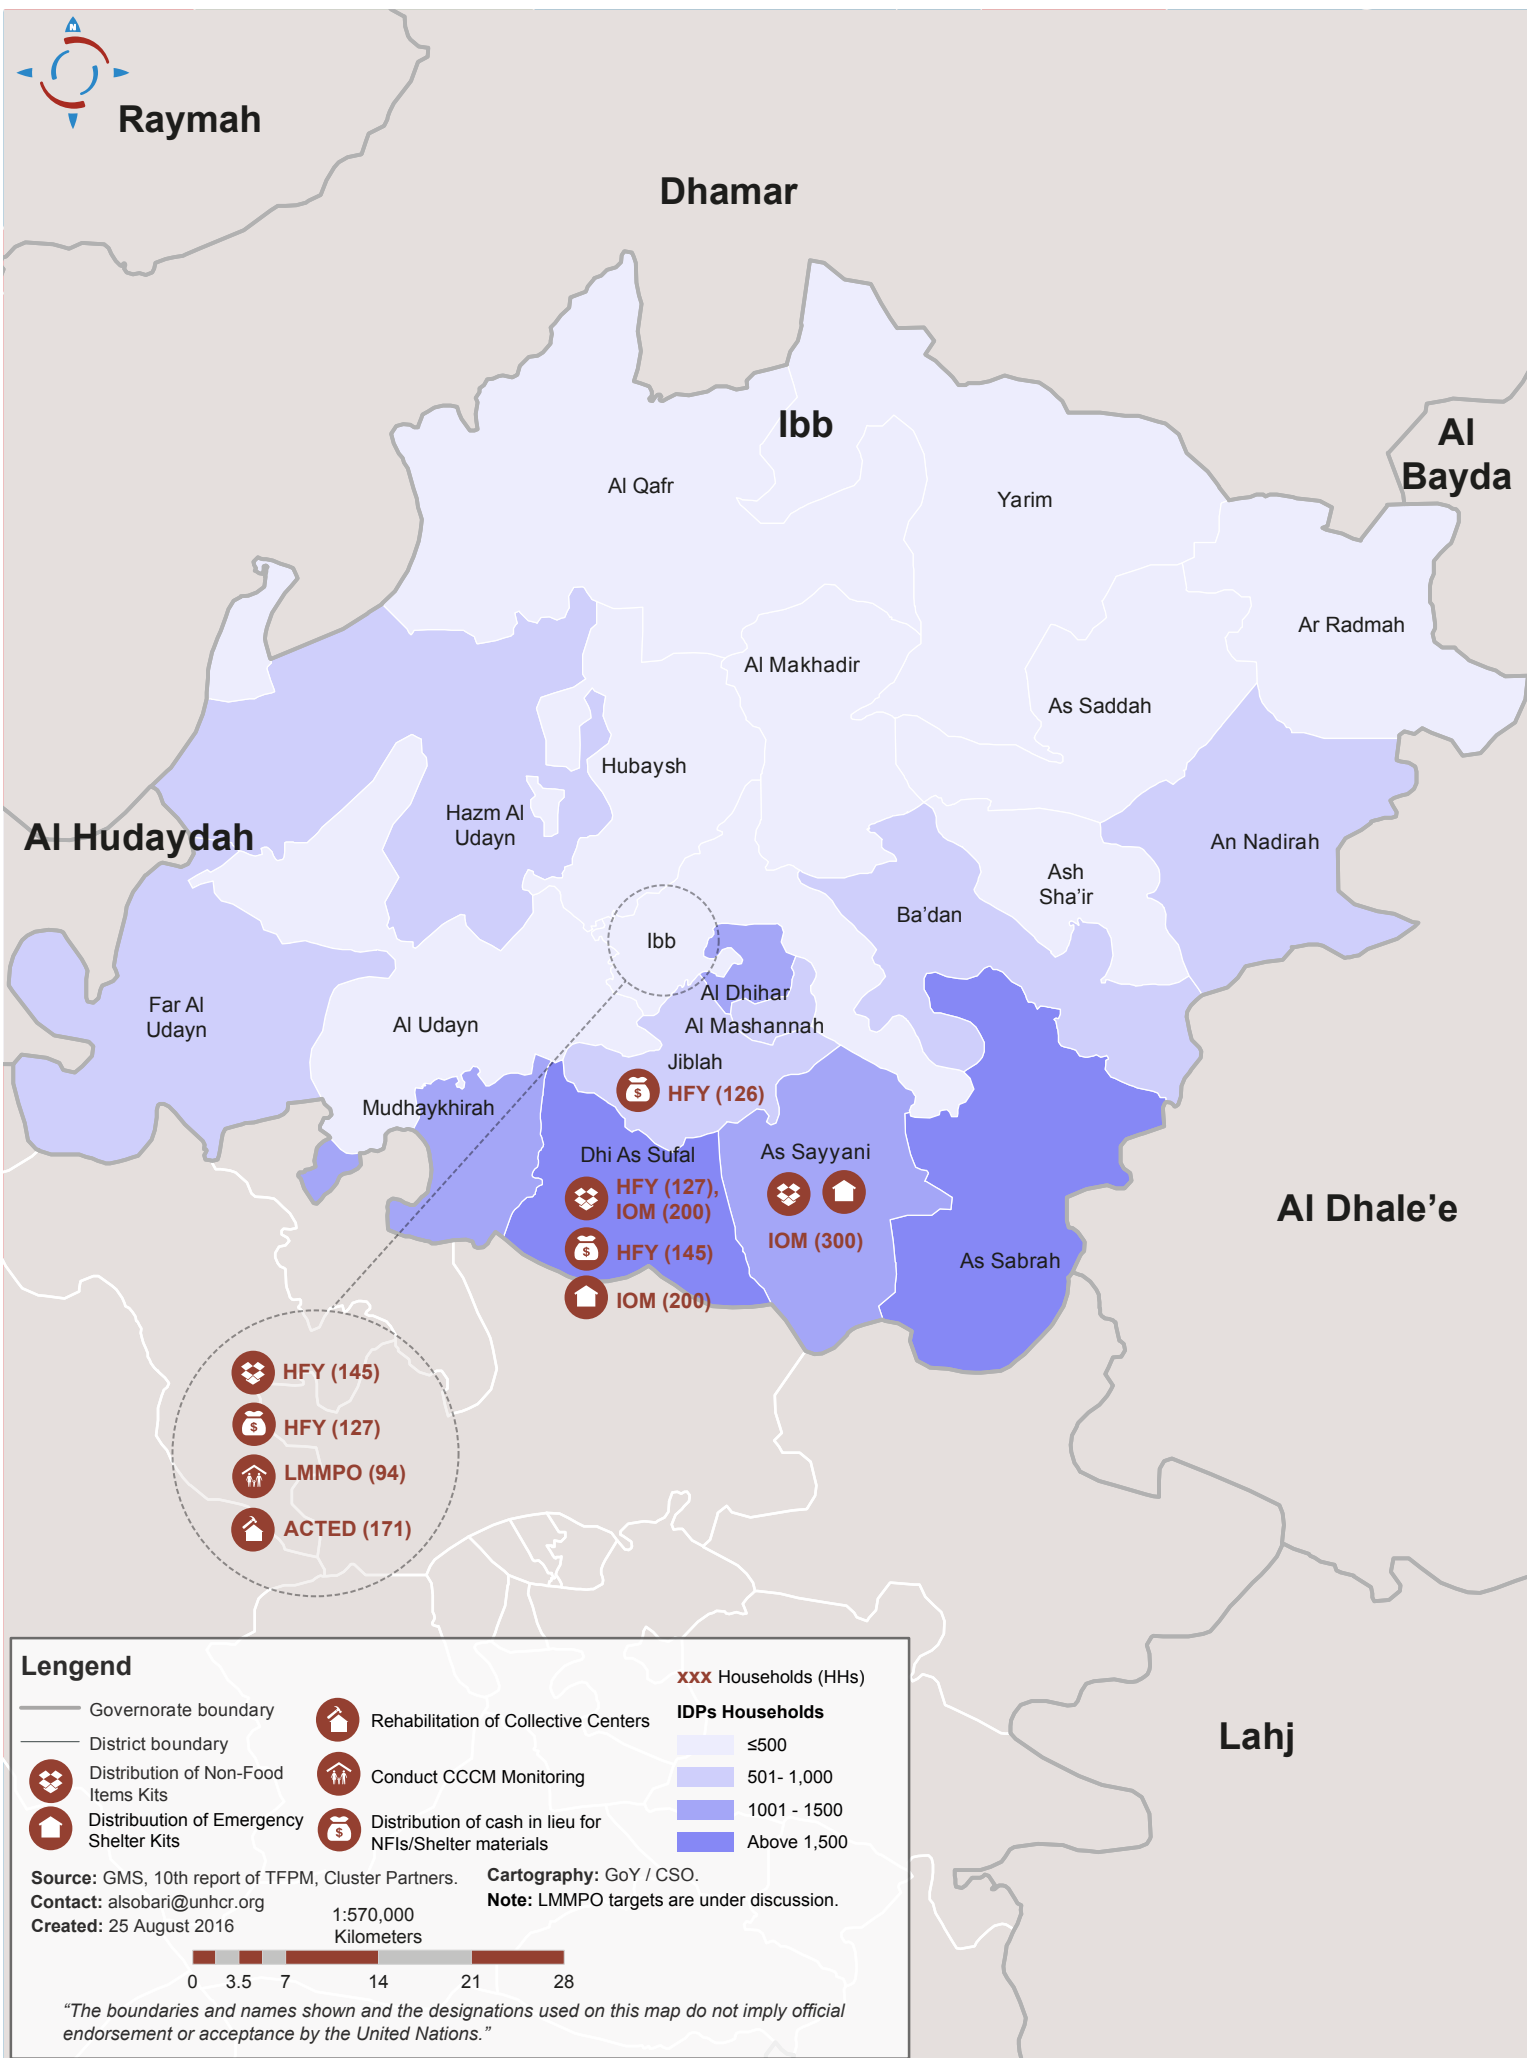 N
Raymah
Dhamar
Ibb
Al
Bayda
Al Qafr
Yarim
Ar Radmah
Al Makhadir
As Saddah
Hubaysh
Hazm Al
Udayn
Al Hudaydah
An Nadirah
Ash
Sha’ir
Ba’dan
Ibb
Al Dhihar
Far Al
Udayn
Al Udayn
Al Mashannah
Jiblah
$ HFY (126)
Mudhaykhirah
Dhi As Sufal
HFY (127),
IOM (200)
$ HFY (145)
IOM (200)
As Sayyani
IOM (300)
As Sabrah
Al Dhale’e
HFY (145)
$ HFY (127)
LMMPO (94)
ACTED (171)
Lahj
Lengend
Governorate boundary
District boundary
Distribution of Non-Food
Items Kits
Distribuution of Emergency
Shelter Kits
Rehabilitation of Collective Centers
Conduct CCCM Monitoring
$ Distribution of cash in lieu for
NFIs/Shelter materials
xxx Households (HHs)
IDPs Households
≤500
501- 1,000
1001 - 1500
Above 1,500
Source: GMS, 10th report of TFPM, Cluster Partners.
Contact: alsobari@unhcr.org
Created: 25 August 2016
Cartography: GoY / CSO.
Note: LMMPO targets are under discussion.
1:570,000
Kilometers
0 3.5 7 14 21 28
“The boundaries and names shown and the designations used on this map do not imply official
endorsement or acceptance by the United Nations.”